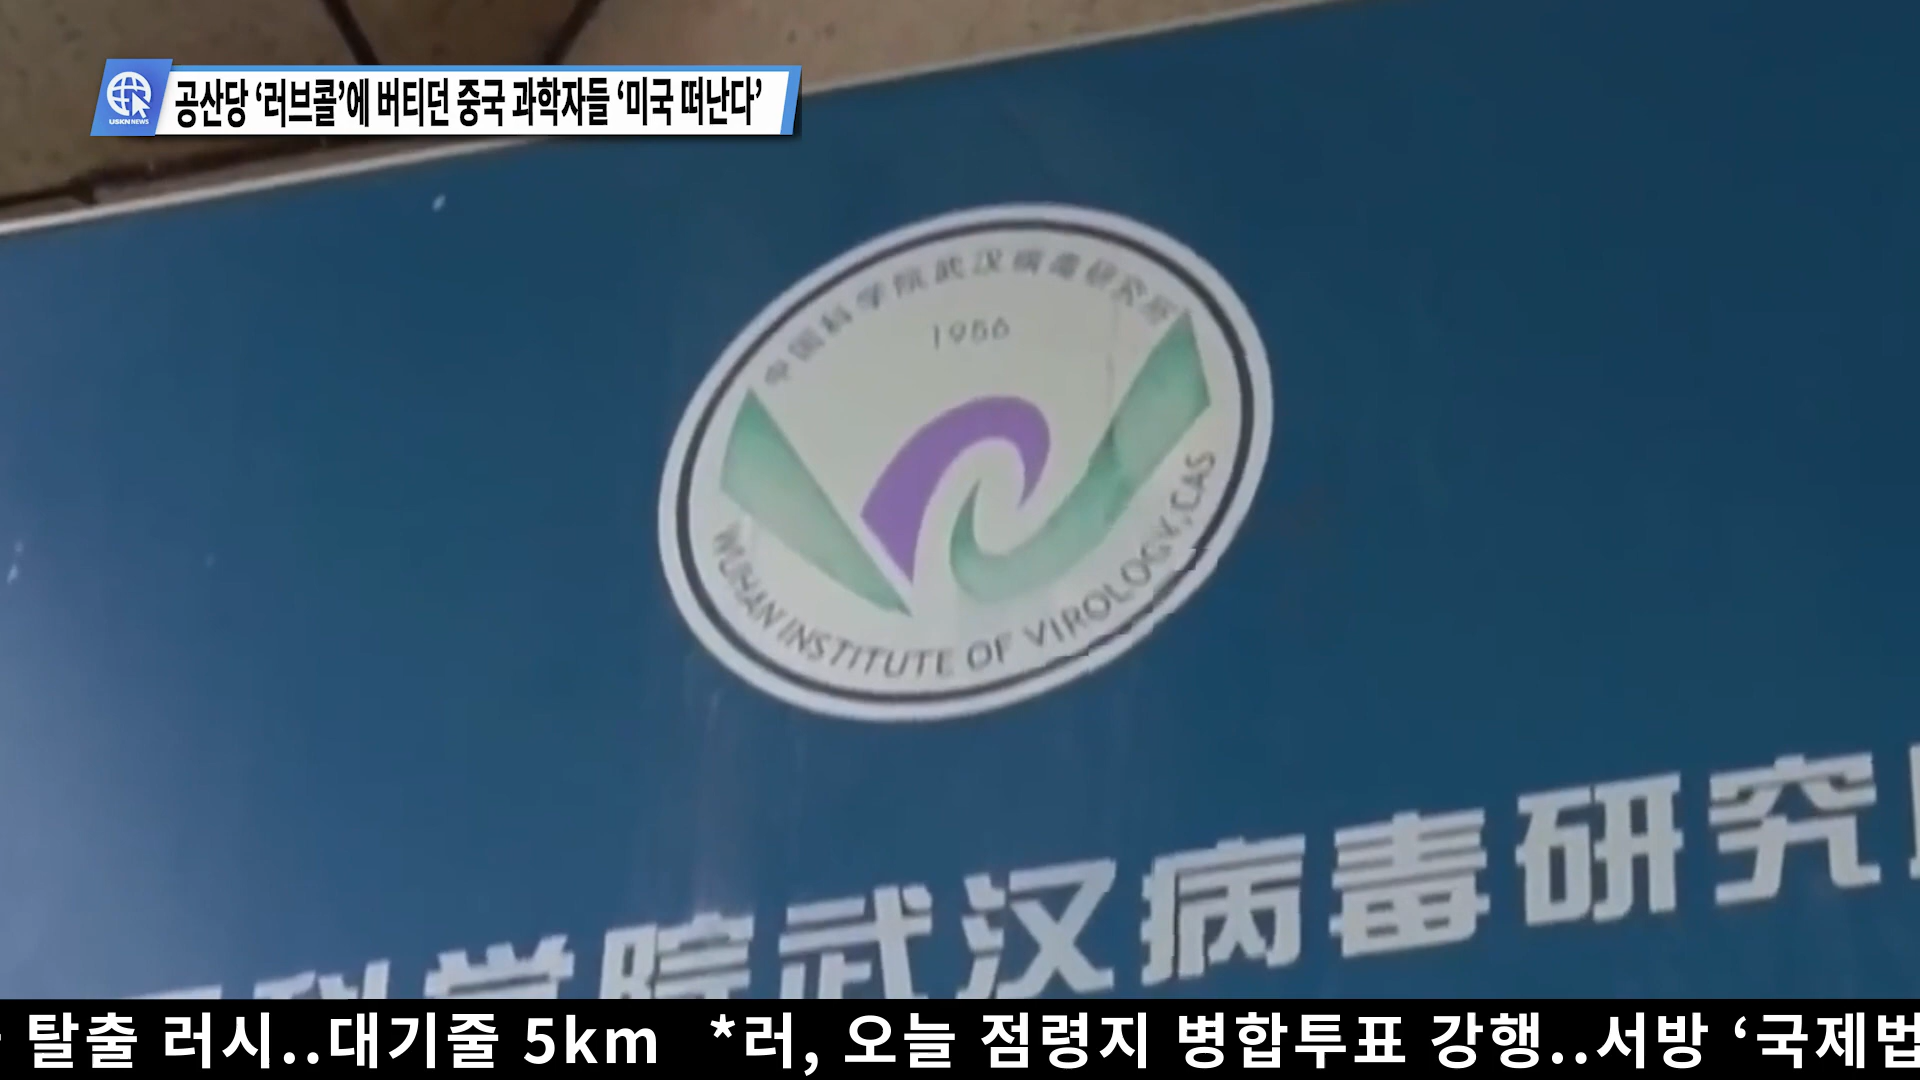 공산당 ‘러브콜’에 버티던 중국 과학자들 ‘미국 떠난다’
USKN NEWS
中国科学院武汉病毒研究所
1956
WUHAN INSTITUTE OF VIROLOGY, CAS
科学院武汉病毒研究
탈출 러시..대기줄 5km *러, 오늘 점령지 병합투표 강행..서방 ‘국제법